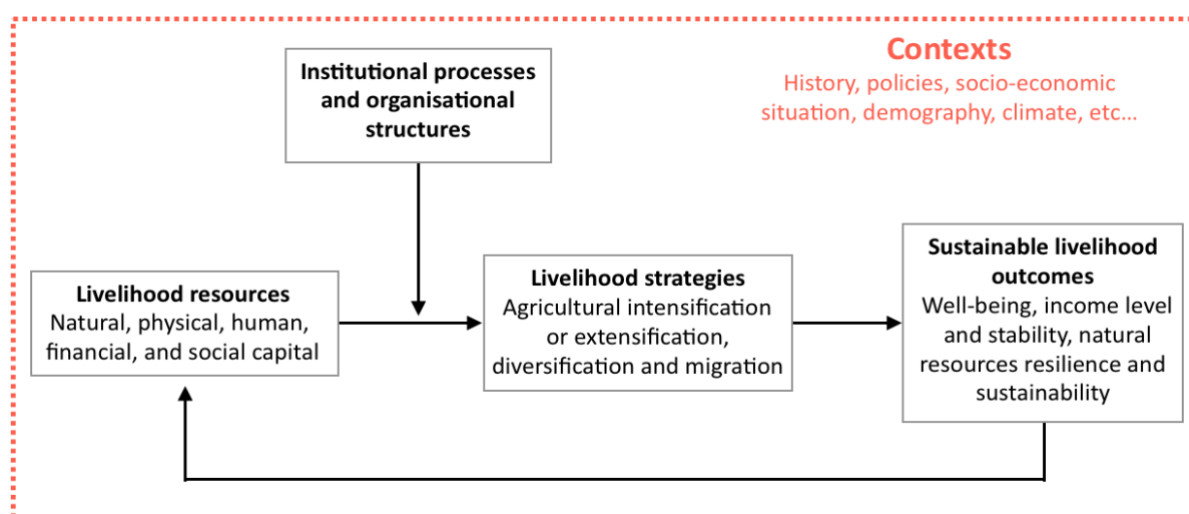 Contexts
History, policies, socio-economic
situation, demography, climate, etc...
Institutional processes
and organisational
structures
Livelihood resources
Natural, physical, human,
financial, and social capital
Livelihood strategies
Agricultural intensification
or extensification,
diversification and migration
Sustainable livelihood
outcomes
Well-being, income level
and stability, natural
resources resilience and
sustainability